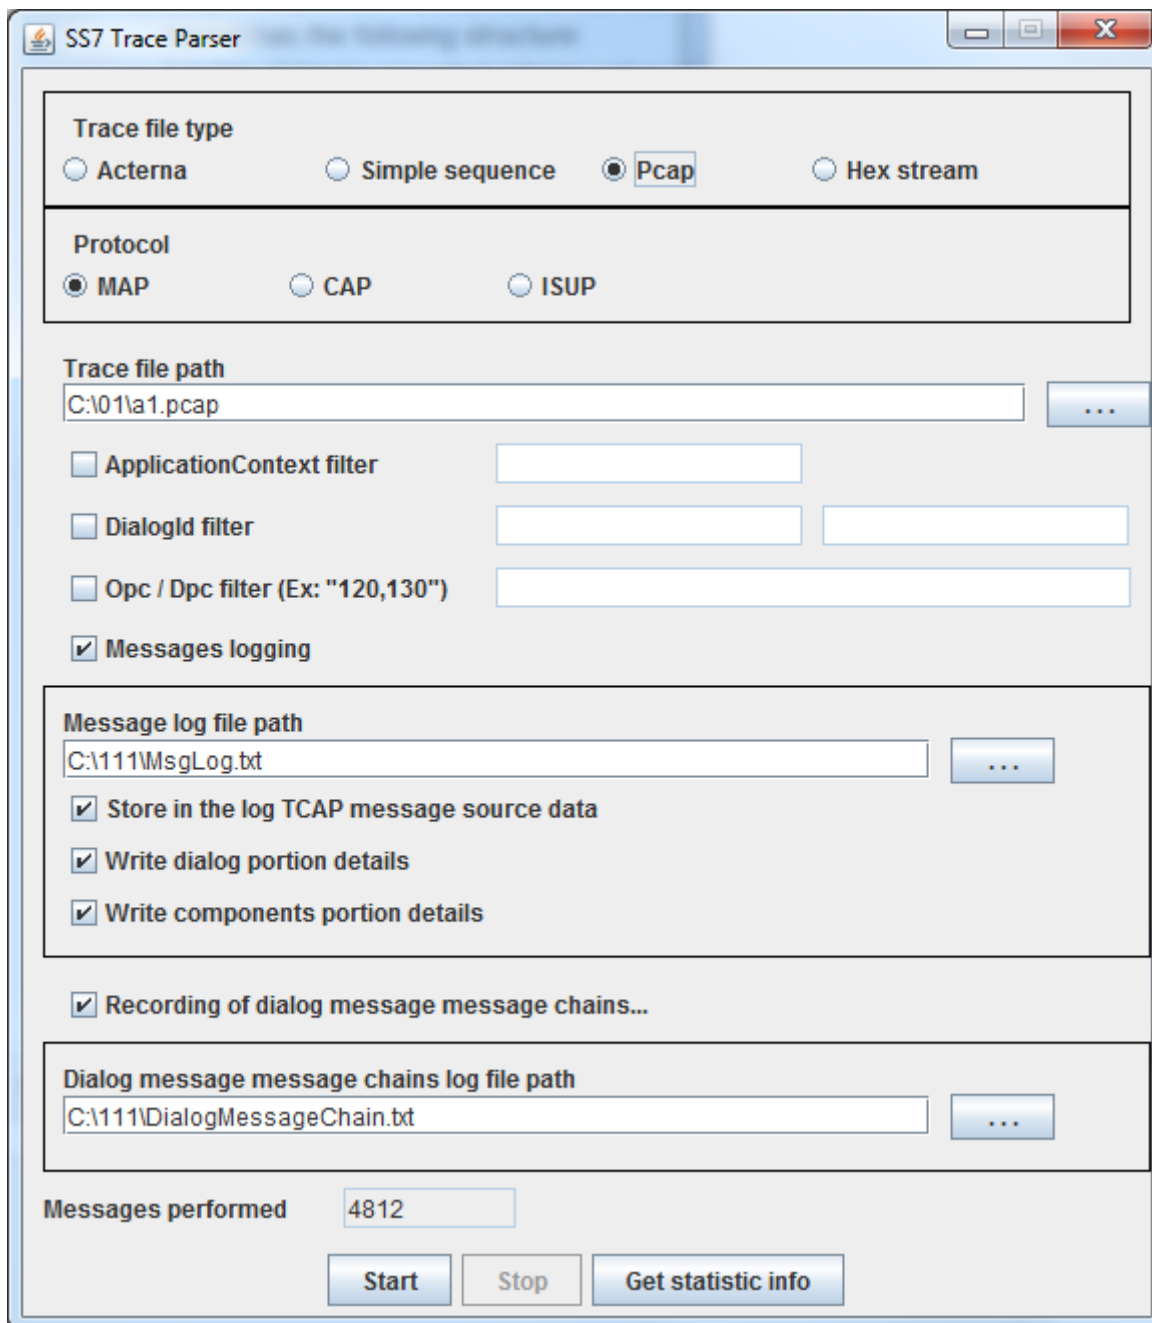 SS7 Trace Parser
Trace file type
Acterna Simple sequence Pcap Hex stream
Protocol
MAP CAP ISUP
Trace file path
C:\01\a1.pcap ...
ApplicationContext filter
DialogId filter
Opc / Dpc filter (Ex: "120,130")
Messages logging
Message log file path
C:\111\MsgLog.txt ...
Store in the log TCAP message source data
Write dialog portion details
Write components portion details
Recording of dialog message message chains...
Dialog message message chains log file path
C:\111\DialogMessageChain.txt ...
Messages performed 4812
Start Stop Get statistic info